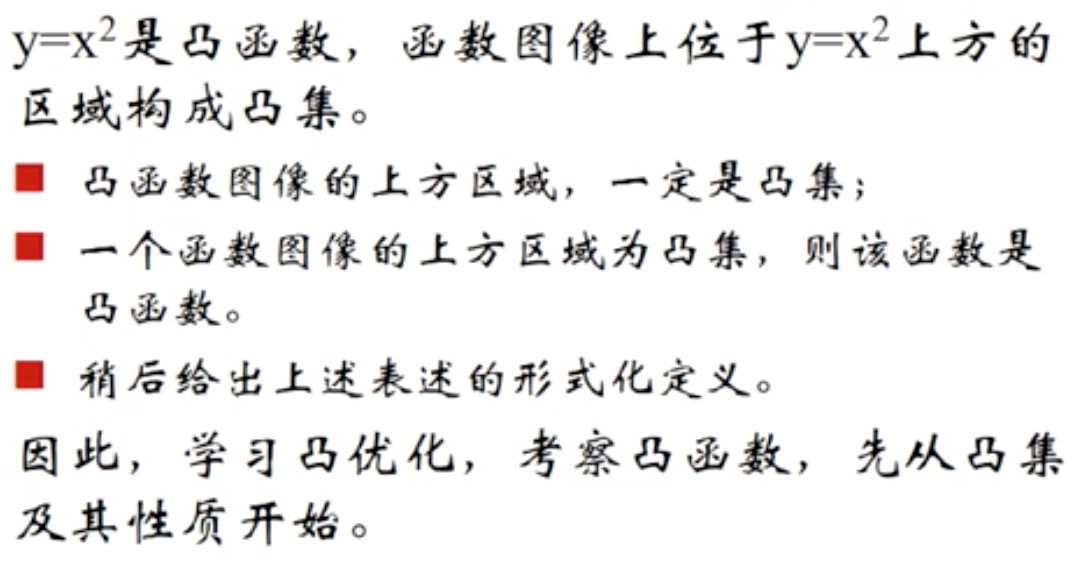 y=x²是凸函数，函数图像上位于y=x²上方的
区域构成凸集。
■ 凸函数图像的上方区域，一定是凸集；
■ 一个函数图像的上方区域为凸集，则该函数是
凸函数。
■ 稍后给出上述表述的形式化定义。
因此，学习凸优化，考察凸函数，先从凸集
及其性质开始。